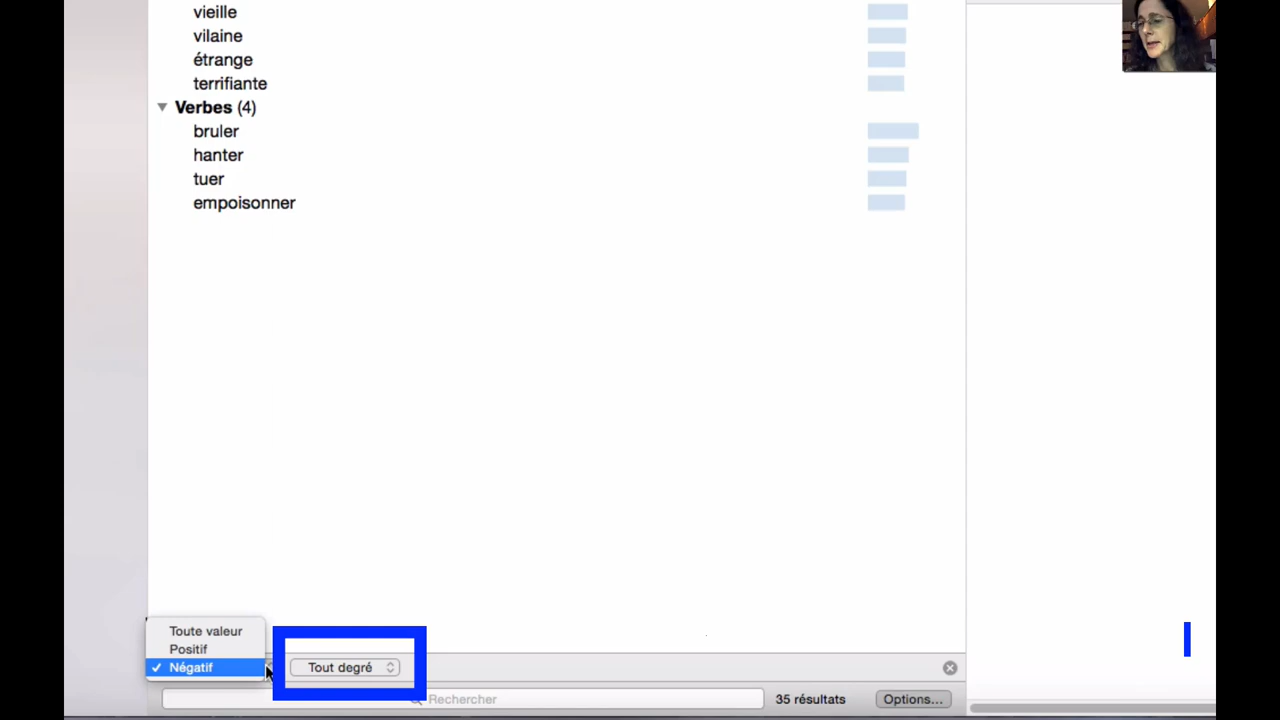 vieille
vilaine
étrange
terrifiante
Verbes (4)
bruler
hanter
tuer
empoisonner
Toute valeur
Positif
✓ Négatif
Tout degré
Rechercher
35 résultats
Options...